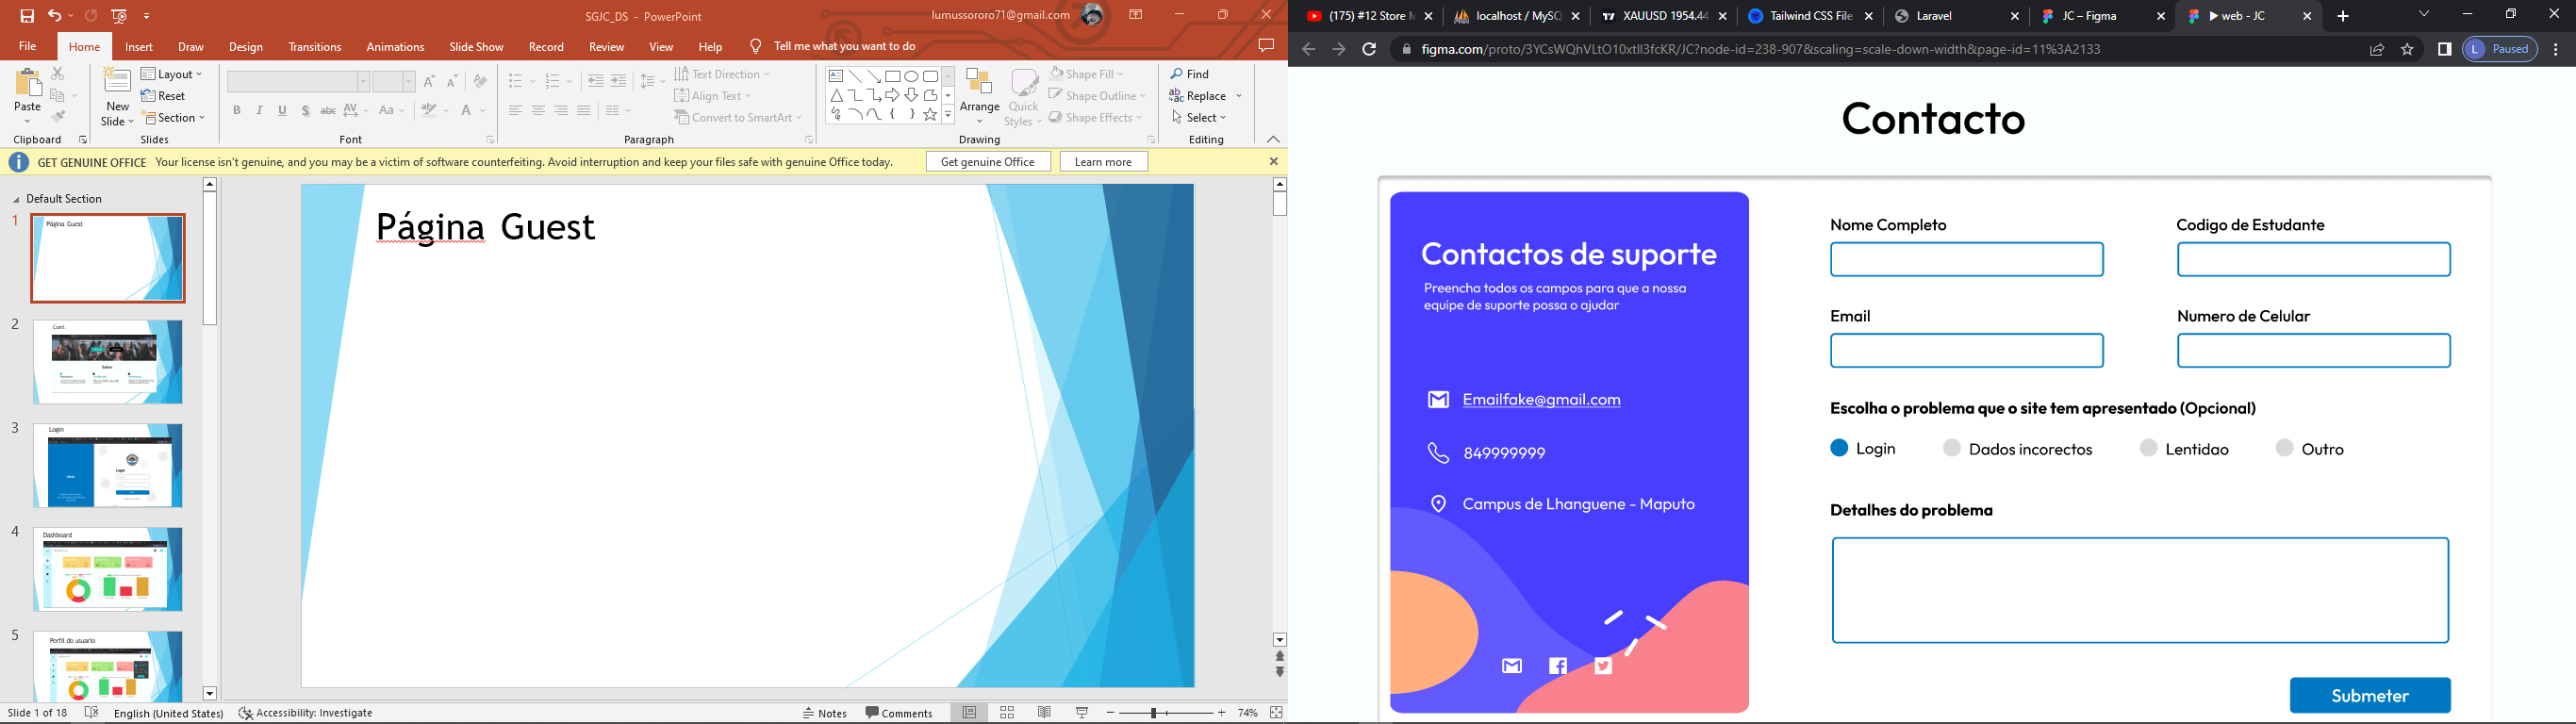 SGJC_DS - PowerPoint
lumussororo71@gmail.com
File Home Insert Draw Design Transitions Animations Slide Show Record Review View Help Tell me what you want to do
Paste
Clipboard
New Slide
Layout
Reset
Section
Slides
Font
Text Direction
Align Text
Convert to SmartArt
Paragraph
Arrange
Quick Styles
Shape Fill
Shape Outline
Shape Effects
Drawing
Find
Replace
Select
Editing
GET GENUINE OFFICE Your license isn't genuine, and you may be a victim of software counterfeiting. Avoid interruption and keep your files safe with genuine Office today.
Get genuine Office
Learn more
Default Section
1
Página Guest
2
Cont.
Sobre
3
Login
4
Dashboard
5
Perfil do usuario
Página Guest
Slide 1 of 18 English (United States) Accessibility: Investigate
Notes Comments 74%
(175) #12 Store M
localhost / MySQ
XAUUSD 1954.44
Tailwind CSS File
Laravel
JC – Figma
web - JC
figma.com/proto/3YCsWQhVLtO10xtII3fcKR/JC?node-id=238-907&scaling=scale-down-width&page-id=11%3A2133
L Paused
Contacto
Contactos de suporte
Preencha todos os campos para que a nossa
equipe de suporte possa o ajudar
Emailfake@gmail.com
849999999
Campus de Lhanguene - Maputo
Nome Completo
Codigo de Estudante
Email
Numero de Celular
Escolha o problema que o site tem apresentado (Opcional)
Login Dados incorectos Lentidao Outro
Detalhes do problema
Submeter